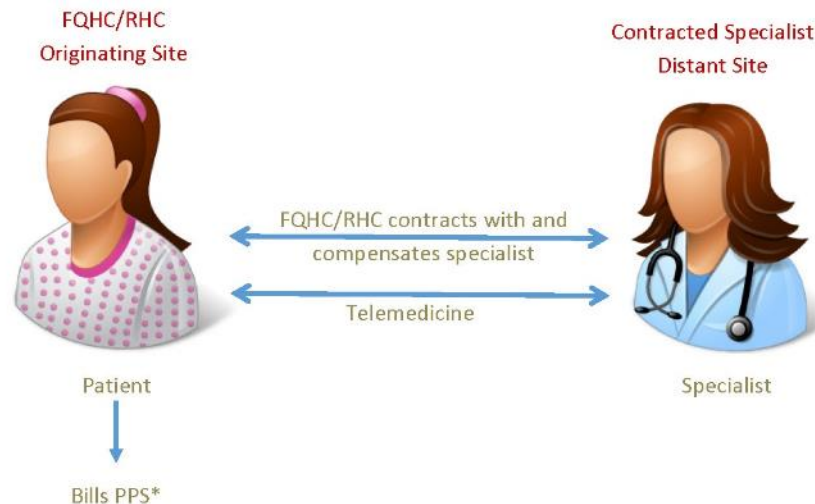 FQHC/RHC
Originating Site
Contracted Specialist
Distant Site
FQHC/RHC contracts with and
compensates specialist
Telemedicine
Patient
Specialist
Bills PPS*